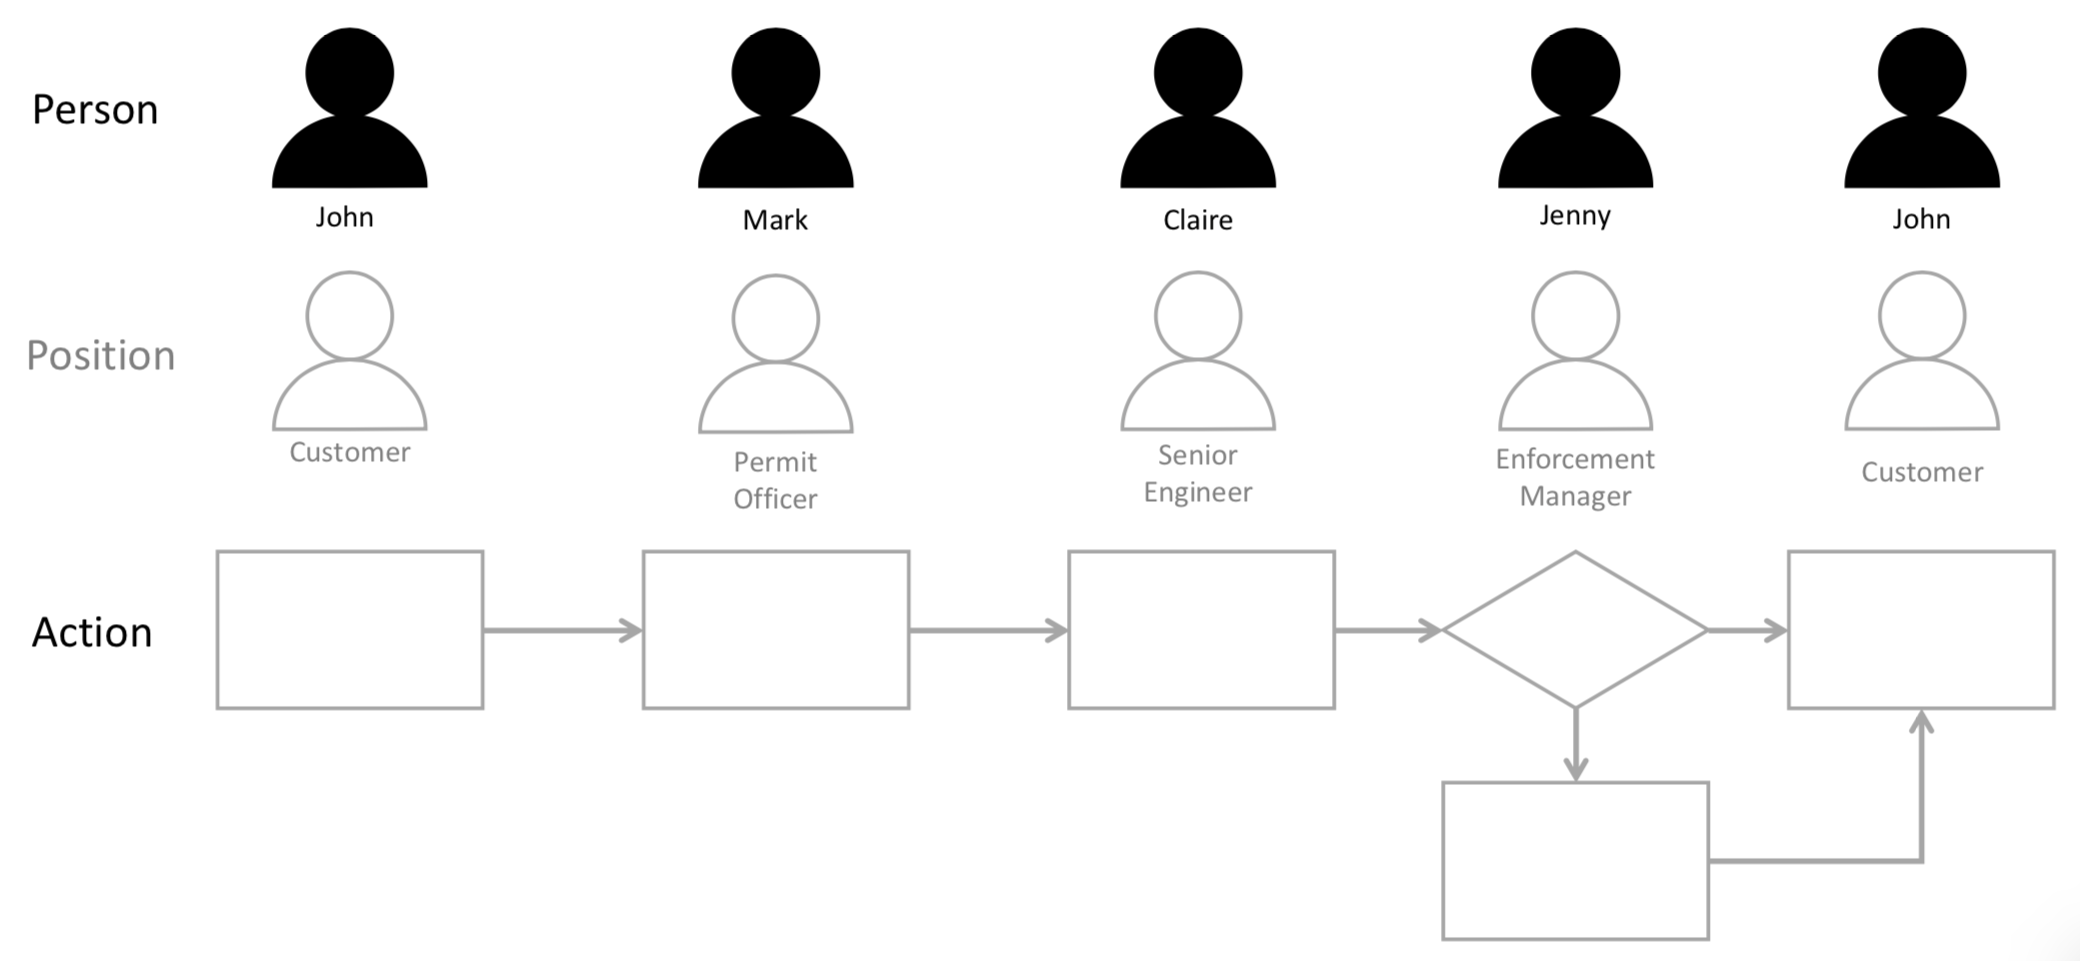 Person
John
Mark
Claire
Jenny
John
Position
Customer
Permit
Officer
Senior
Engineer
Enforcement
Manager
Customer
Action